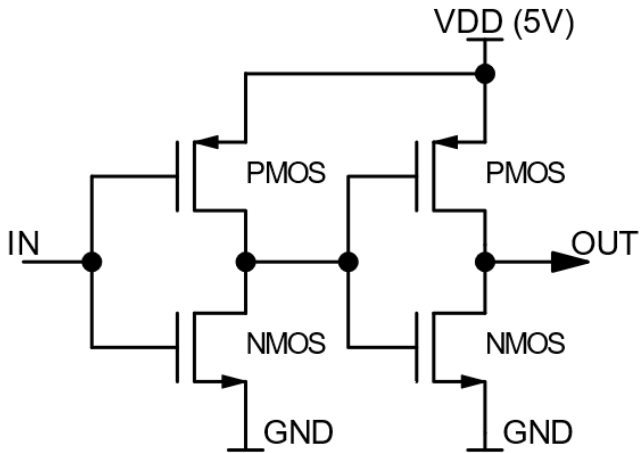 VDD (5V)
PMOS
PMOS
IN
OUT
NMOS
NMOS
GND
GND